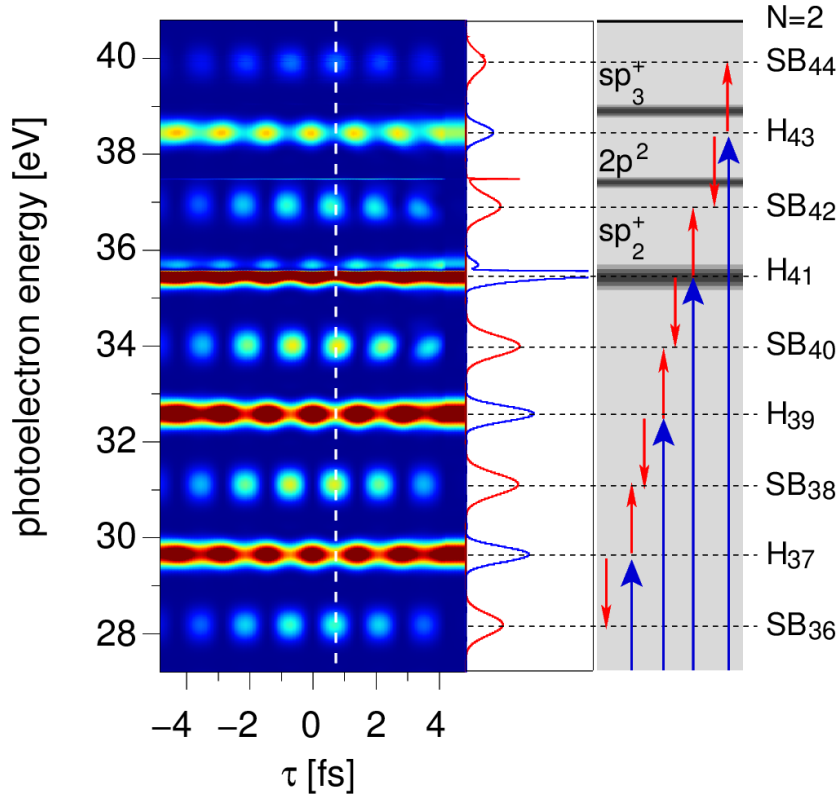 photoelectron energy [eV]
40
38
36
34
32
30
28
−4
−2
0
2
4
τ [fs]
N=2
sp₃⁺
2p²
sp₂⁺
SB₄₄
H₄₃
SB₄₂
H₄₁
SB₄₀
H₃₉
SB₃₈
H₃₇
SB₃₆